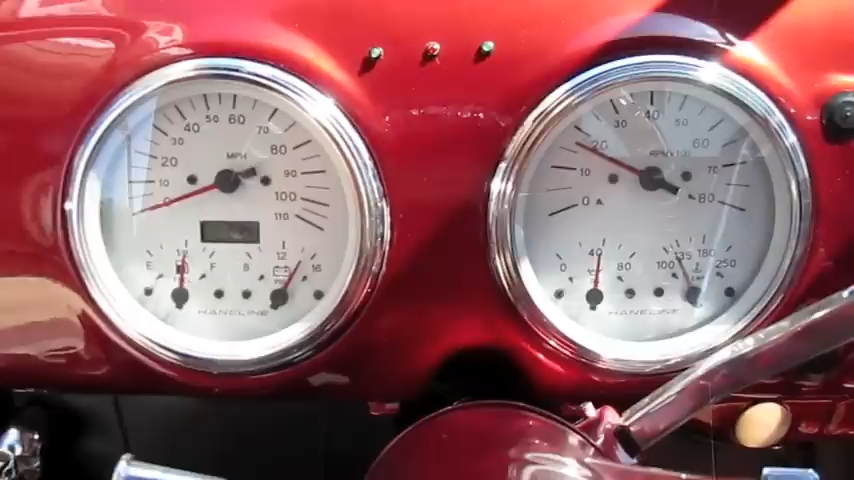 0 10 20 30 40 50 60 70 80 90 100 110
MPH
E F 8 12 16
HANELINE
0 10 20 30 40 50 60 70 80
0 40 80 100 135 180 250
HANELINE